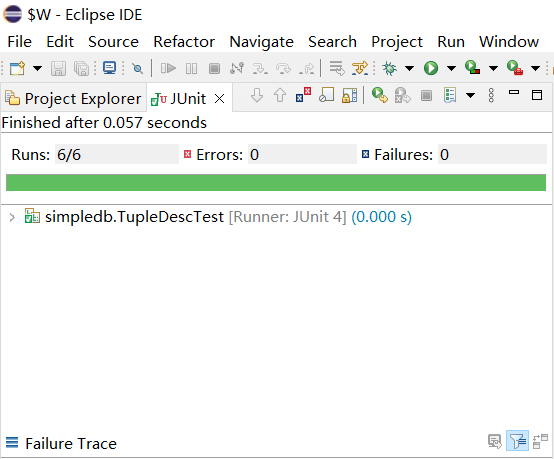 $W - Eclipse IDE
File Edit Source Refactor Navigate Search Project Run Window
Project Explorer JUnit
Finished after 0.057 seconds
Runs: 6/6 Errors: 0 Failures: 0
simpledb.TupleDescTest [Runner: JUnit 4] (0.000 s)
Failure Trace